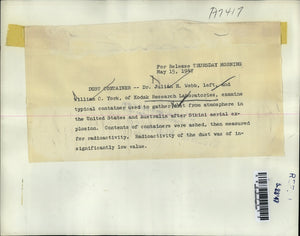 A7417
For Release THURSDAY MORNING
May 15, 1947
DUST CONTAINER -- Dr. Julian H. Webb, left, and
William C. York, of Kodak Research Laboratories, examine
typical container used to gather dust from atmosphere in
the United States and Australia after Bikini aerial ex-
plosion. Contents of containers were ashed, then measured
for radioactivity. Radioactivity of the dust was of in-
significantly low value.